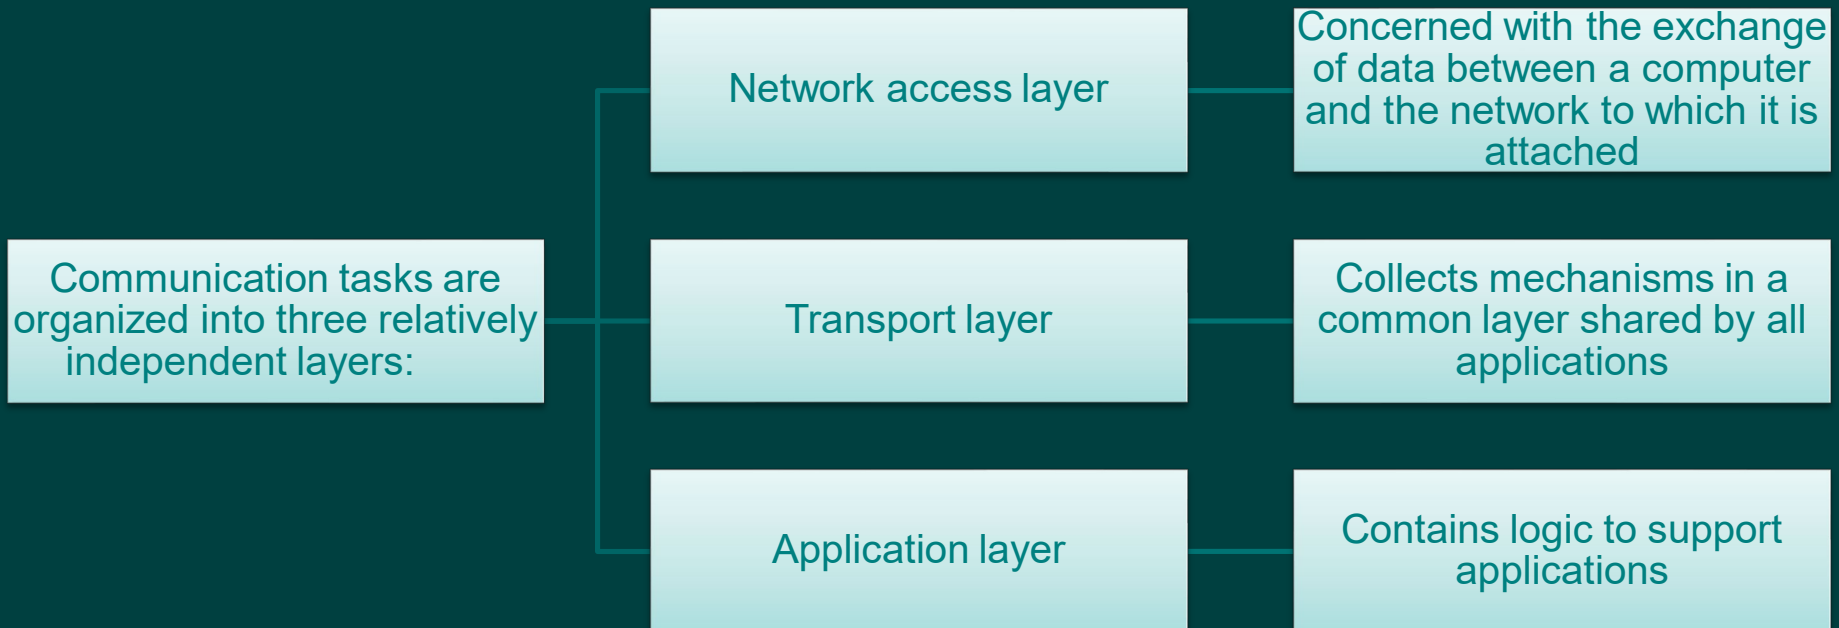 Communication tasks are
organized into three relatively
independent layers:
Network access layer
Concerned with the exchange
of data between a computer
and the network to which it is
attached
Transport layer
Collects mechanisms in a
common layer shared by all
applications
Application layer
Contains logic to support
applications